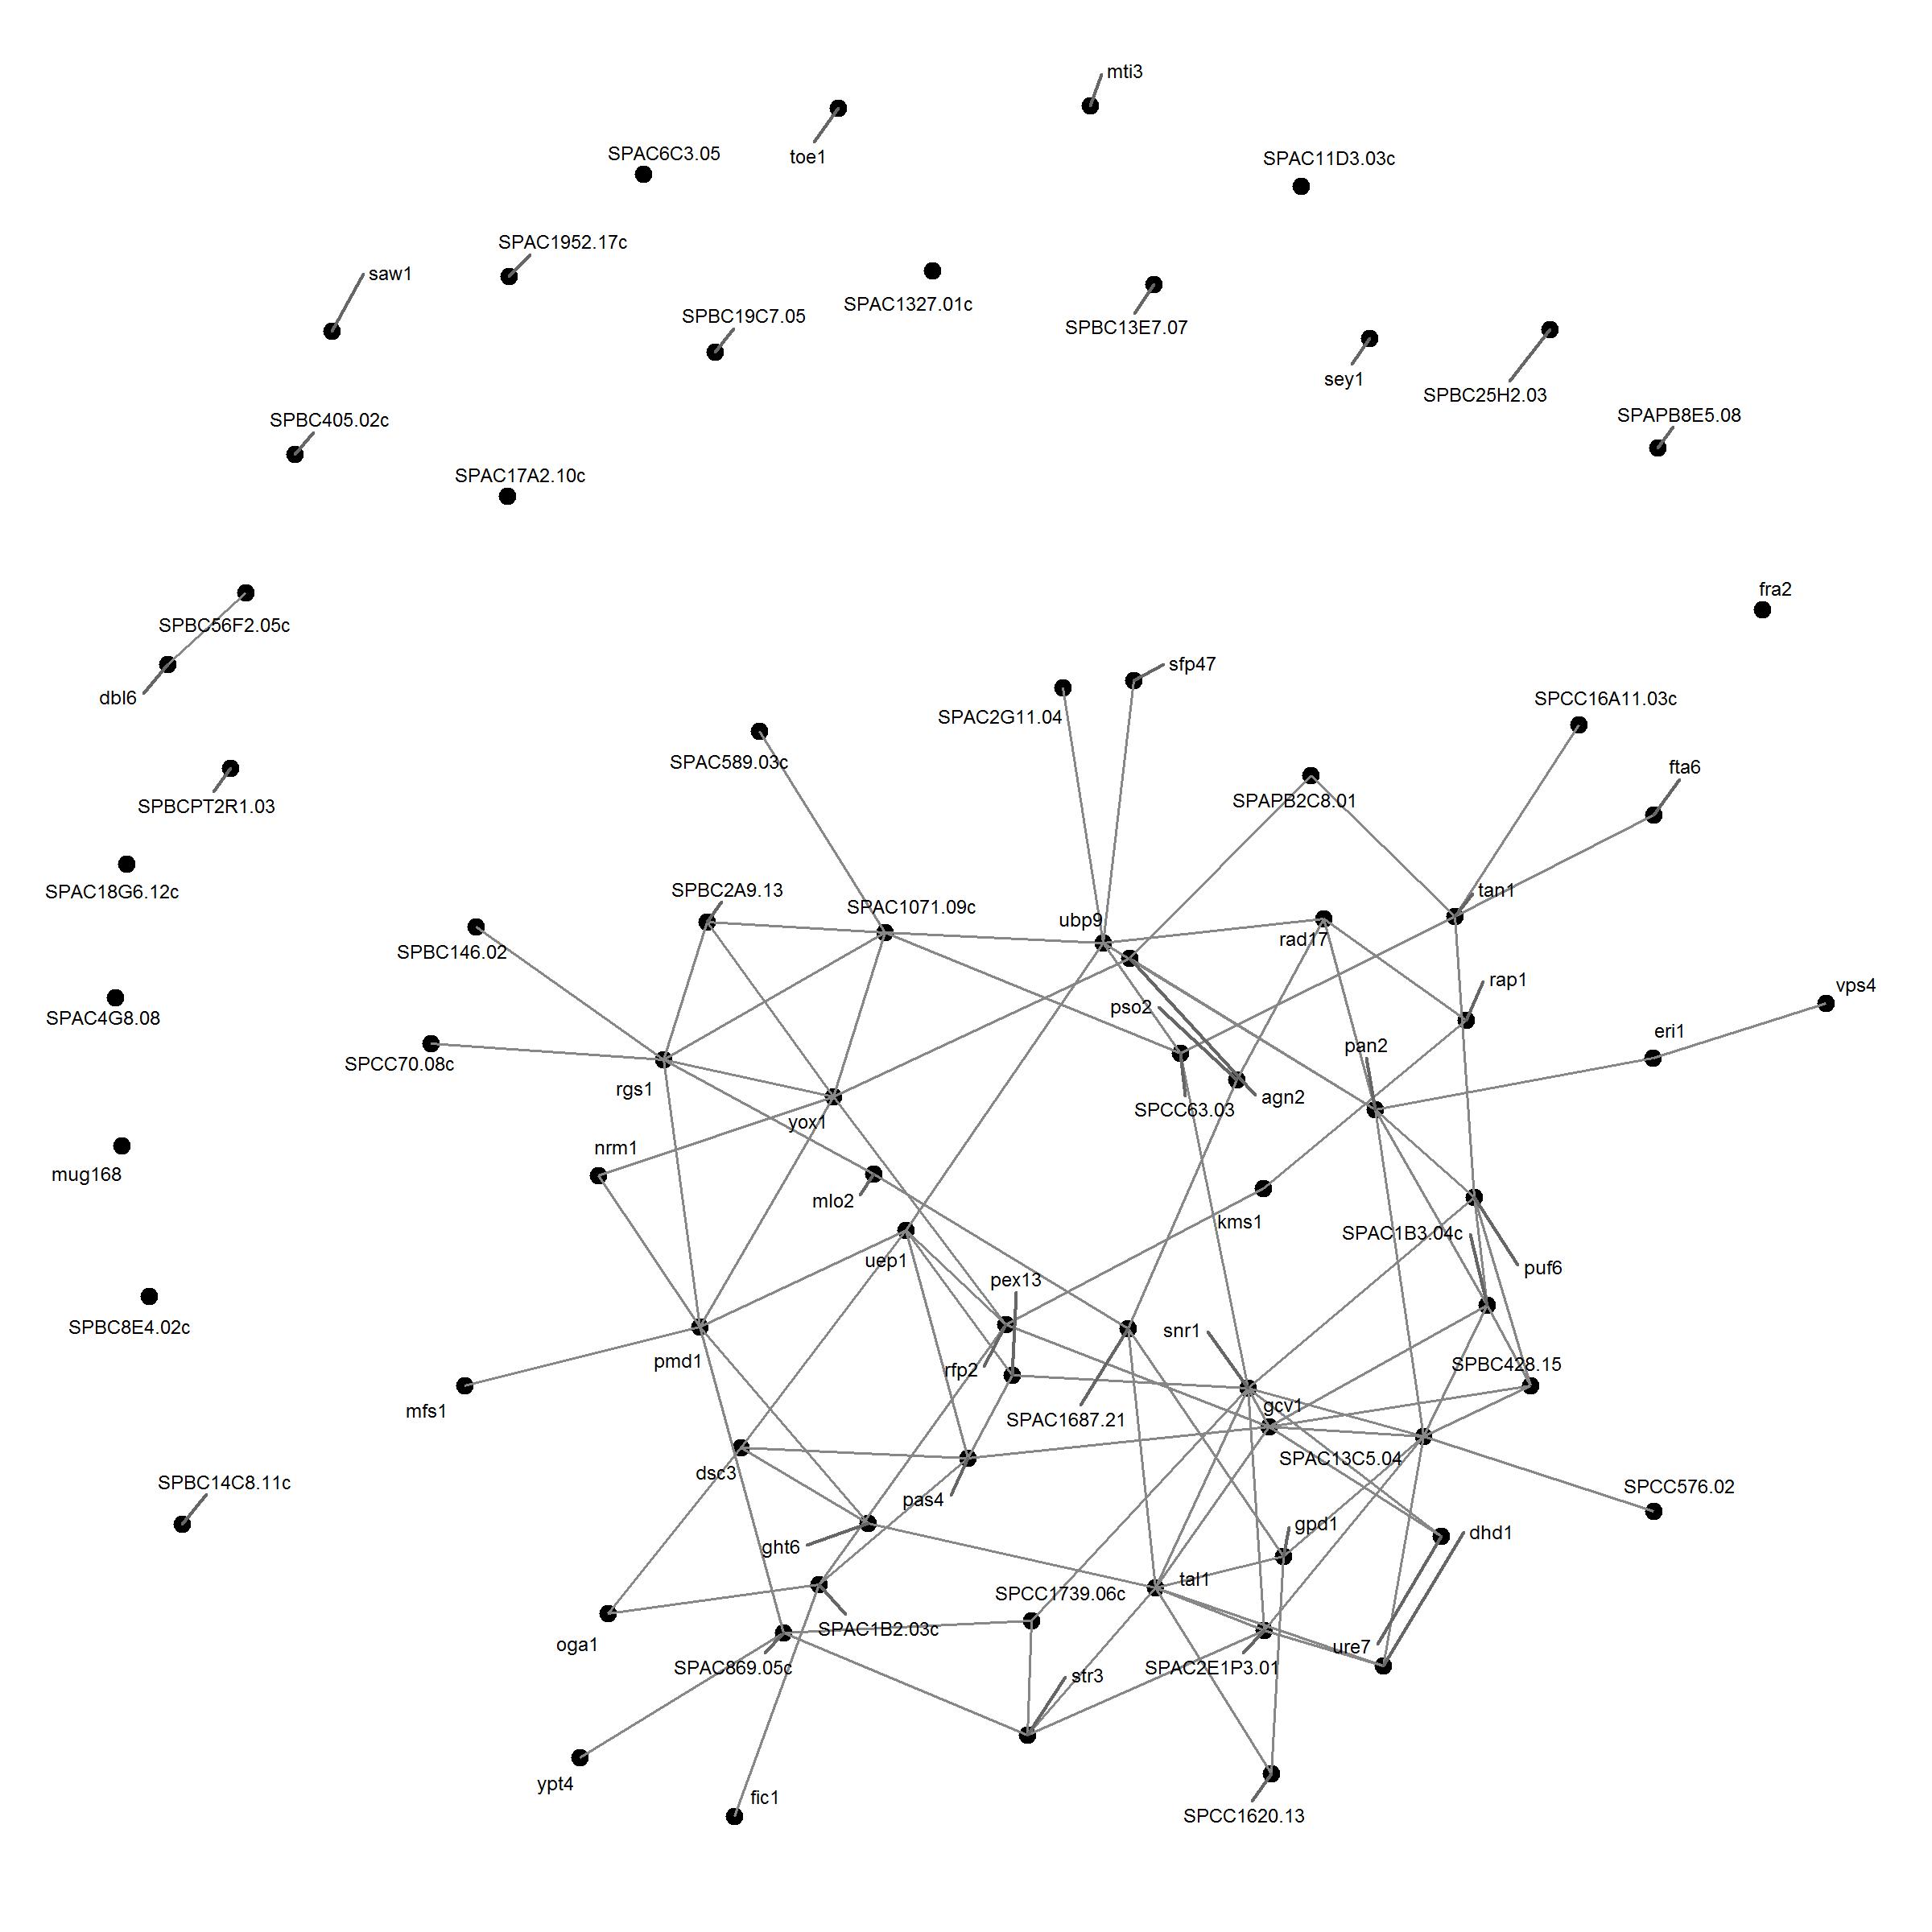 mti3
toe1
SPAC6C3.05
SPAC11D3.03c
SPAC1952.17c
saw1
SPAC1327.01c
SPBC19C7.05
SPBC13E7.07
sey1
SPBC25H2.03
SPAPB8E5.08
SPBC405.02c
SPAC17A2.10c
fra2
SPBC56F2.05c
sfp47
dbl6
SPCC16A11.03c
SPAC2G11.04
SPAC589.03c
fta6
SPAPB2C8.01
SPBCPT2R1.03
SPAC18G6.12c
SPBC2A9.13
tan1
SPAC1071.09c
ubp9
rad17
SPBC146.02
rap1
vps4
pso2
SPAC4G8.08
eri1
pan2
SPCC70.08c
rgs1
agn2
SPCC63.03
yox1
nrm1
mug168
mlo2
kms1
SPAC1B3.04c
uep1
puf6
pex13
SPBC8E4.02c
snr1
pmd1
SPBC428.15
rfp2
gcv1
mfs1
SPAC1687.21
SPAC13C5.04
dsc3
SPBC14C8.11c
SPCC576.02
pas4
gpd1
dhd1
ght6
tal1
SPCC1739.06c
SPAC1B2.03c
oga1
ure7
SPAC869.05c
SPAC2E1P3.01
str3
ypt4
fic1
SPCC1620.13